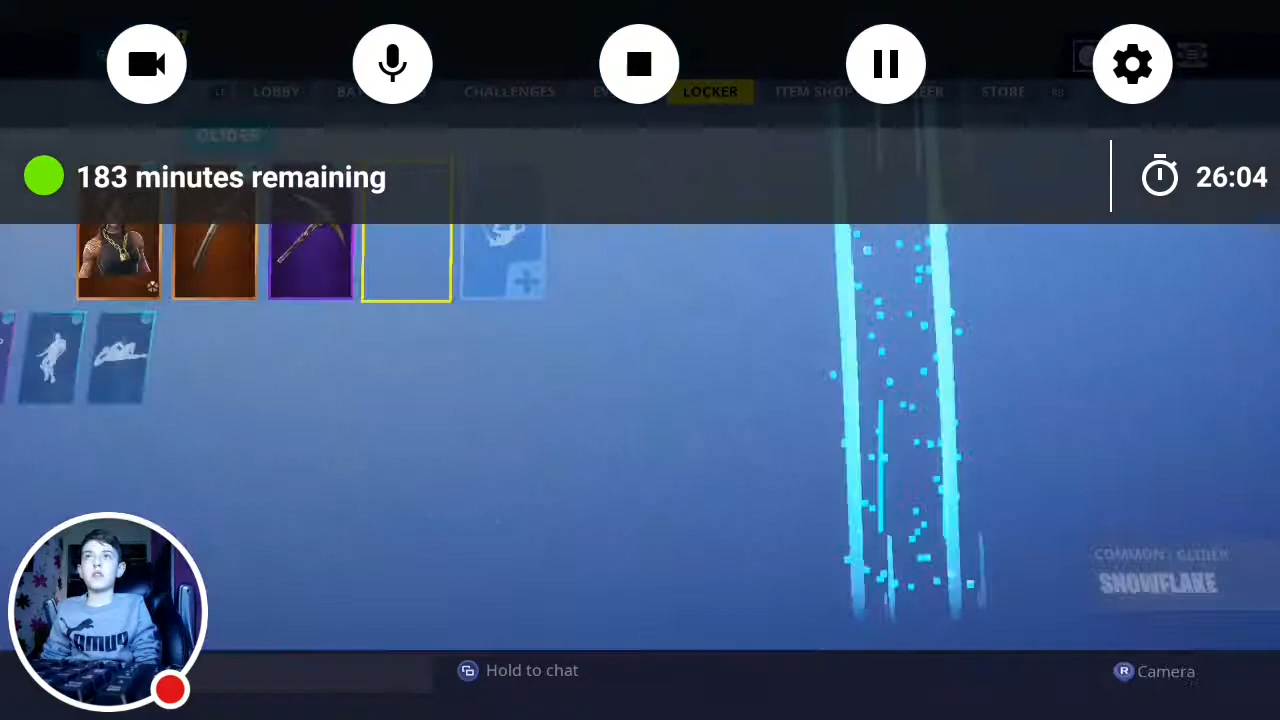 LOBBY CHALLENGES LOCKER ITEM SHOP STORE
GLIDER
183 minutes remaining
26:04
COMMON | GLIDER
SNOWFLAKE
Hold to chat
R Camera